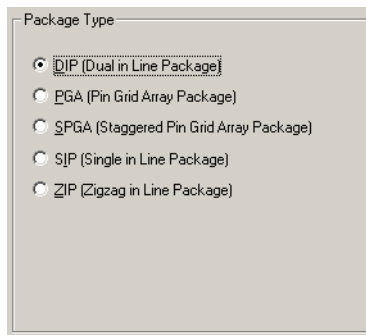 Package Type
DIP (Dual in Line Package)
PGA (Pin Grid Array Package)
SPGA (Staggered Pin Grid Array Package)
SIP (Single in Line Package)
ZIP (Zigzag in Line Package)